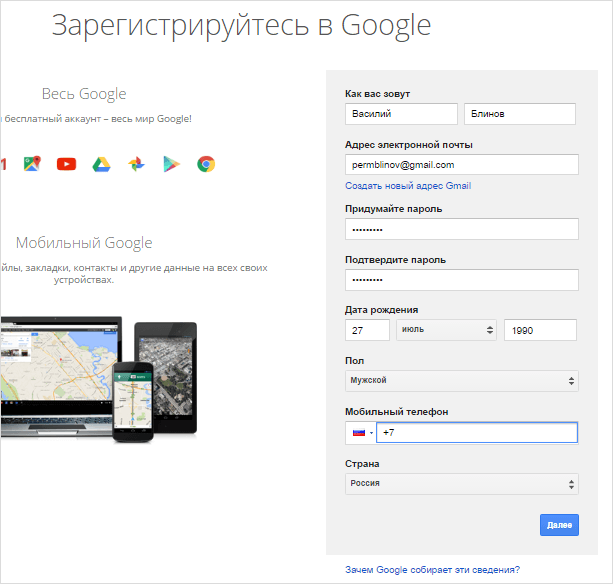 Зарегистрируйтесь в Google
Весь Google
бесплатный аккаунт – весь мир Google!
Мобильный Google
йлы, закладки, контакты и другие данные на всех своих
устройствах.
Как вас зовут
Василий Блинов
Адрес электронной почты
permblinov@gmail.com
Создать новый адрес Gmail
Придумайте пароль
•••••••••
Подтвердите пароль
•••••••••
Дата рождения
27 июль 1990
Пол
Мужской
Мобильный телефон
+7
Страна
Россия
Далее
Зачем Google собирает эти сведения?